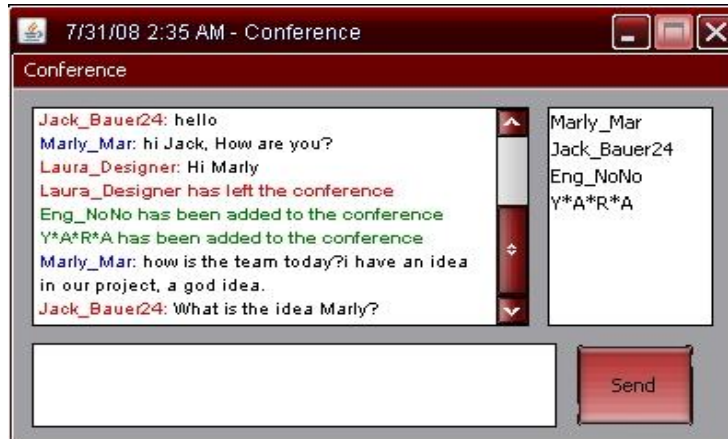 7/31/08 2:35 AM - Conference
Conference
Jack_Bauer24: hello
Marly_Mar: hi Jack, How are you?
Laura_Designer: Hi Marly
Laura_Designer has left the conference
Eng_NoNo has been added to the conference
Y*A*R*A has been added to the conference
Marly_Mar: how is the team today?i have an idea
in our project, a god idea.
Jack_Bauer24: What is the idea Marly?
Marly_Mar
Jack_Bauer24
Eng_NoNo
Y*A*R*A
Send